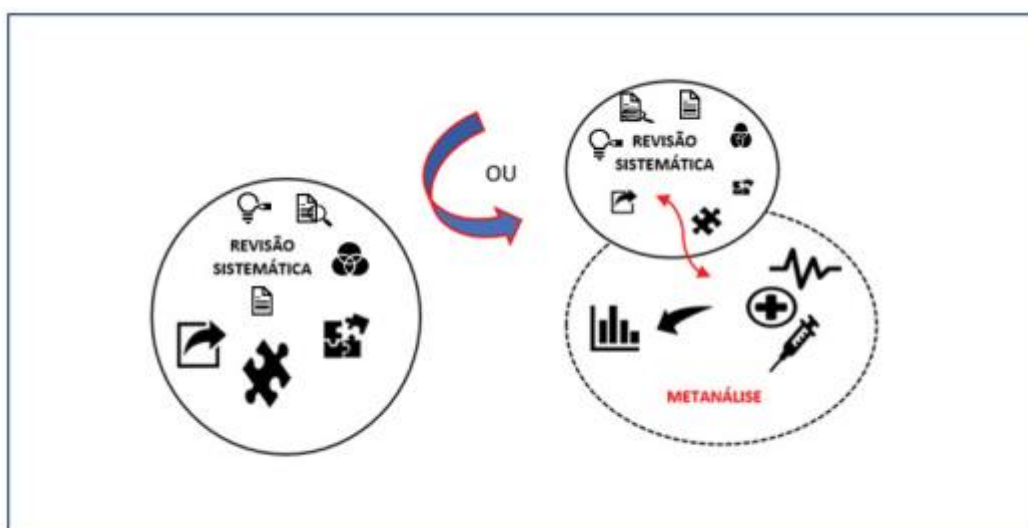 REVISÃO
SISTEMÁTICA
OU
REVISÃO
SISTEMÁTICA
METANÁLISE